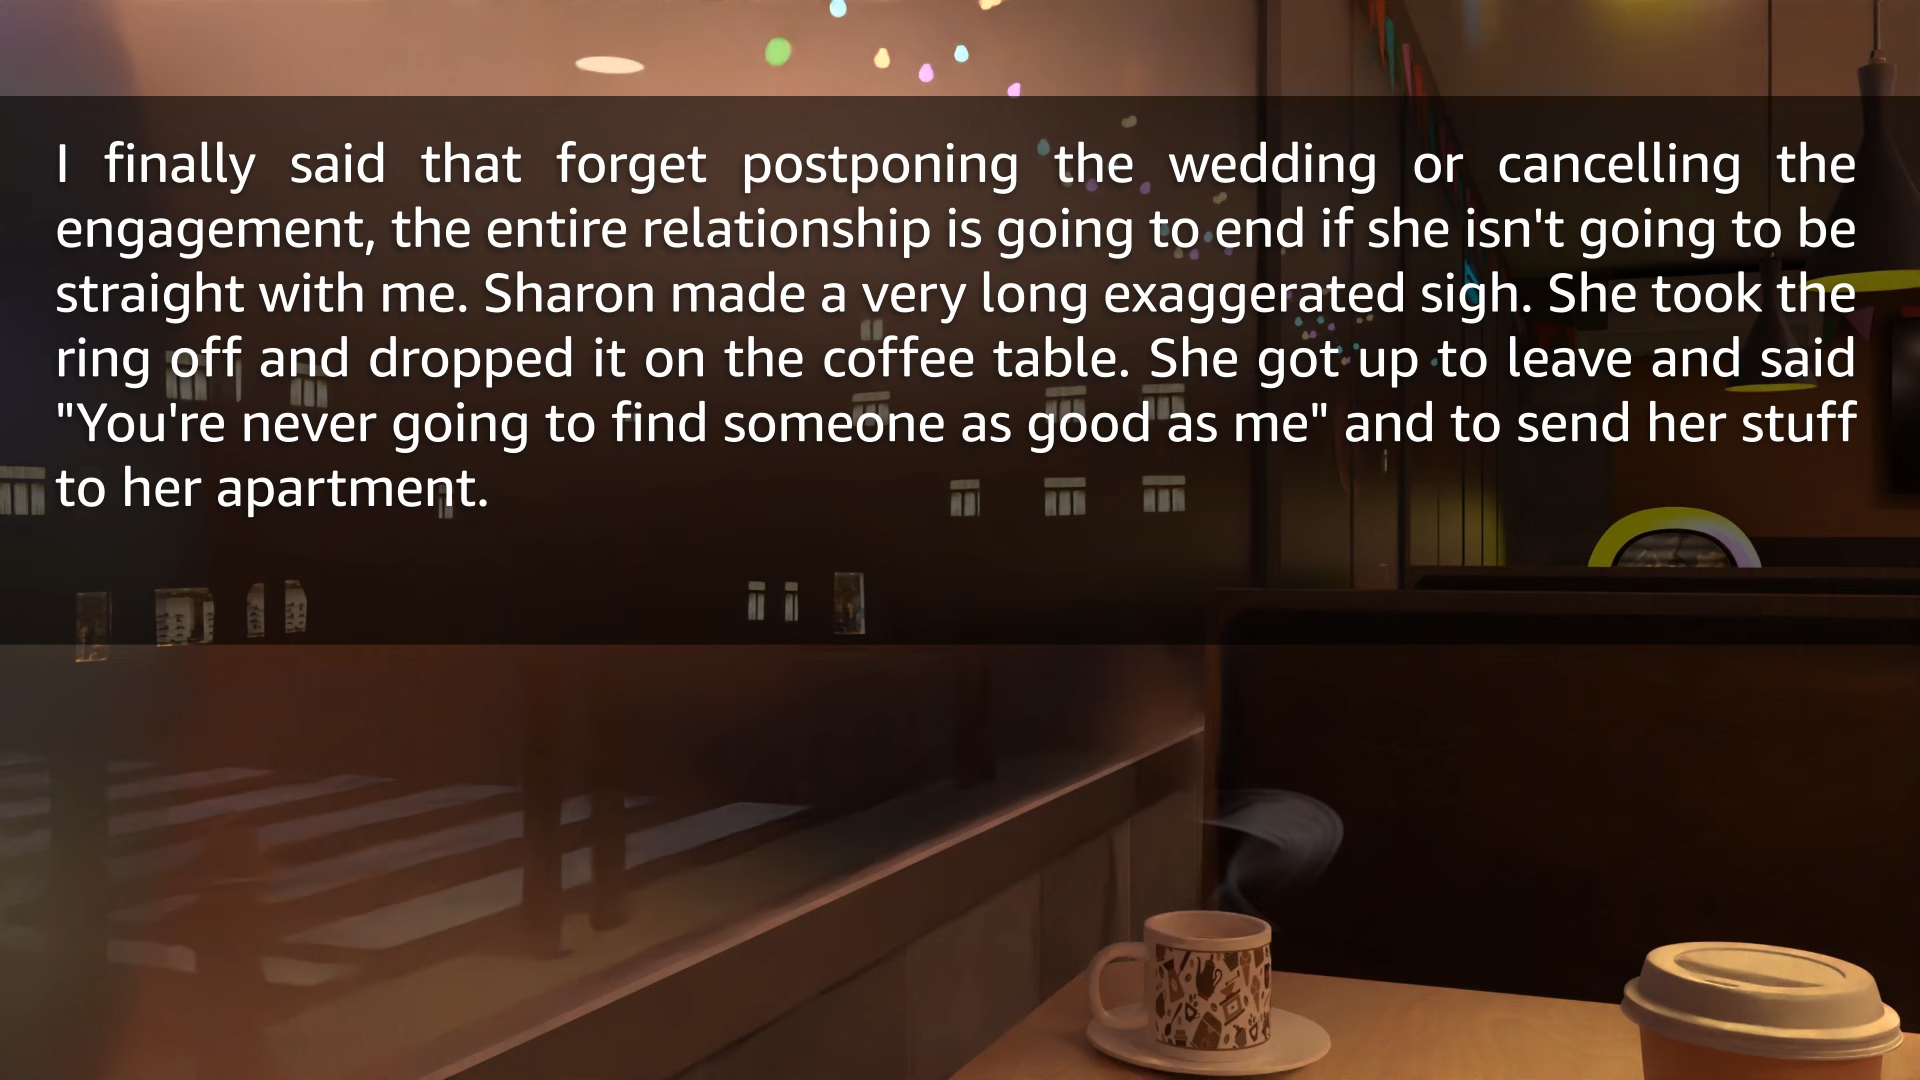 I finally said that forget postponing the wedding or cancelling the
engagement, the entire relationship is going to end if she isn't going to be
straight with me. Sharon made a very long exaggerated sigh. She took the
ring off and dropped it on the coffee table. She got up to leave and said
"You're never going to find someone as good as me" and to send her stuff
to her apartment.